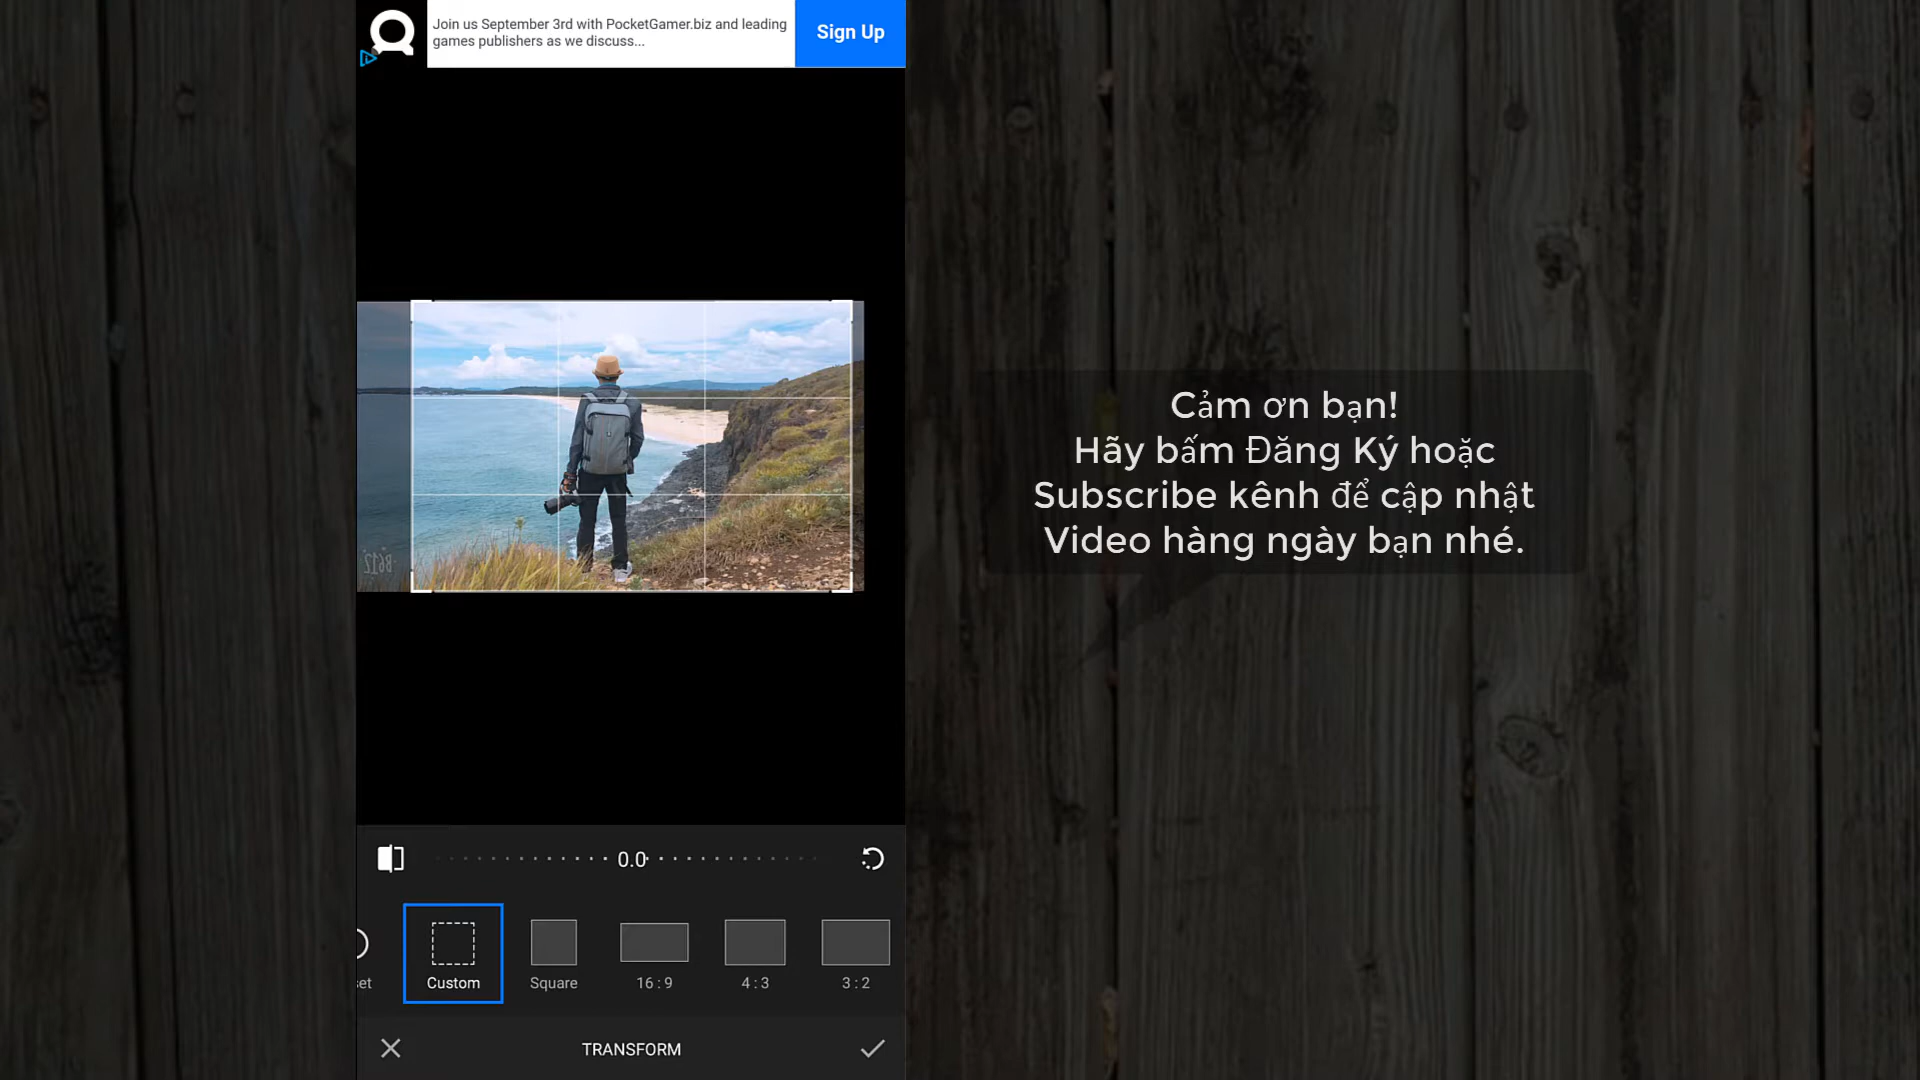 Join us September 3rd with PocketGamer.biz and leading
games publishers as we discuss...
Sign Up
B612
0.0
et
Custom
Square
16 : 9
4 : 3
3 : 2
TRANSFORM
Cảm ơn bạn!
Hãy bấm Đăng Ký hoặc
Subscribe kênh để cập nhật
Video hàng ngày bạn nhé.